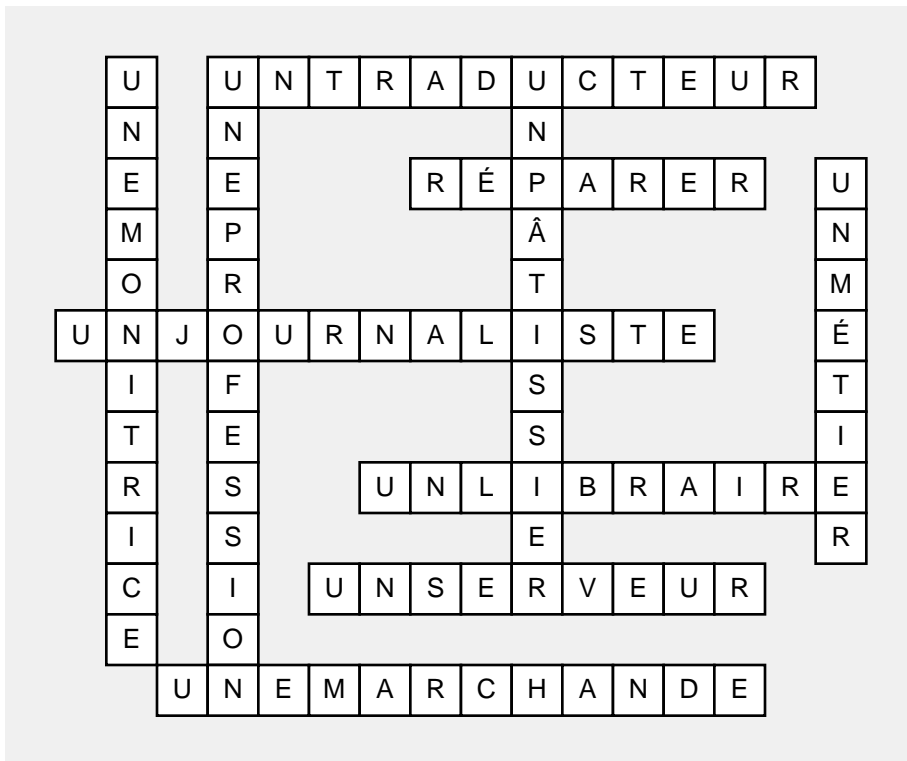 UNEMONITRICE
UNTRADUCTEUR
UNEPROFESSION
UNPÂTISSIER
RÉPARER
UNMÉTIER
UNJOURNALISTE
UNLIBRAIRE
UNSERVEUR
UNEMARCHANDE